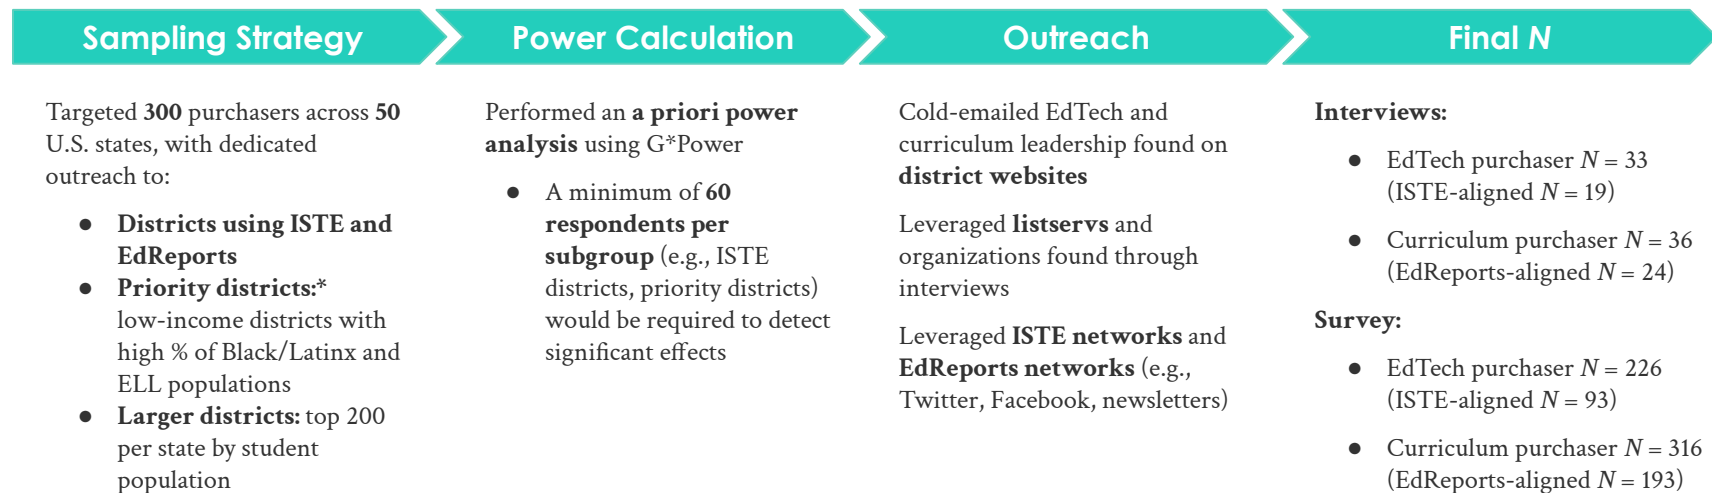 Sampling Strategy
Targeted 300 purchasers across 50
U.S. states, with dedicated
outreach to:
● Districts using ISTE and
EdReports
● Priority districts:*
low-income districts with
high % of Black/Latinx and
ELL populations
● Larger districts: top 200
per state by student
population
Power Calculation
Performed an a priori power
analysis using G*Power
● A minimum of 60
respondents per
subgroup (e.g., ISTE
districts, priority districts)
would be required to detect
significant effects
Outreach
Cold-emailed EdTech and
curriculum leadership found on
district websites
Leveraged listservs and
organizations found through
interviews
Leveraged ISTE networks and
EdReports networks (e.g.,
Twitter, Facebook, newsletters)
Final N
Interviews:
● EdTech purchaser N = 33
(ISTE-aligned N = 19)
● Curriculum purchaser N = 36
(EdReports-aligned N = 24)
Survey:
● EdTech purchaser N = 226
(ISTE-aligned N = 93)
● Curriculum purchaser N = 316
(EdReports-aligned N = 193)